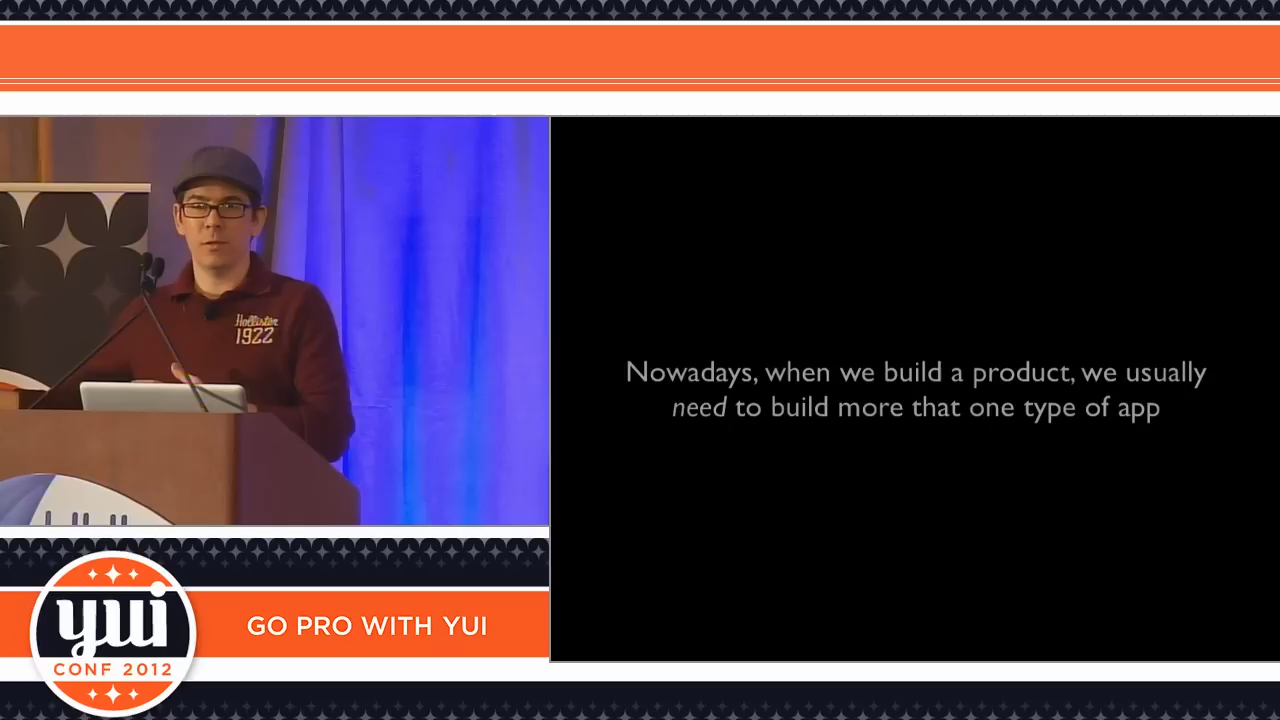 Hollister
1922
Nowadays, when we build a product, we usually
need to build more that one type of app
yui
CONF 2012
GO PRO WITH YUI